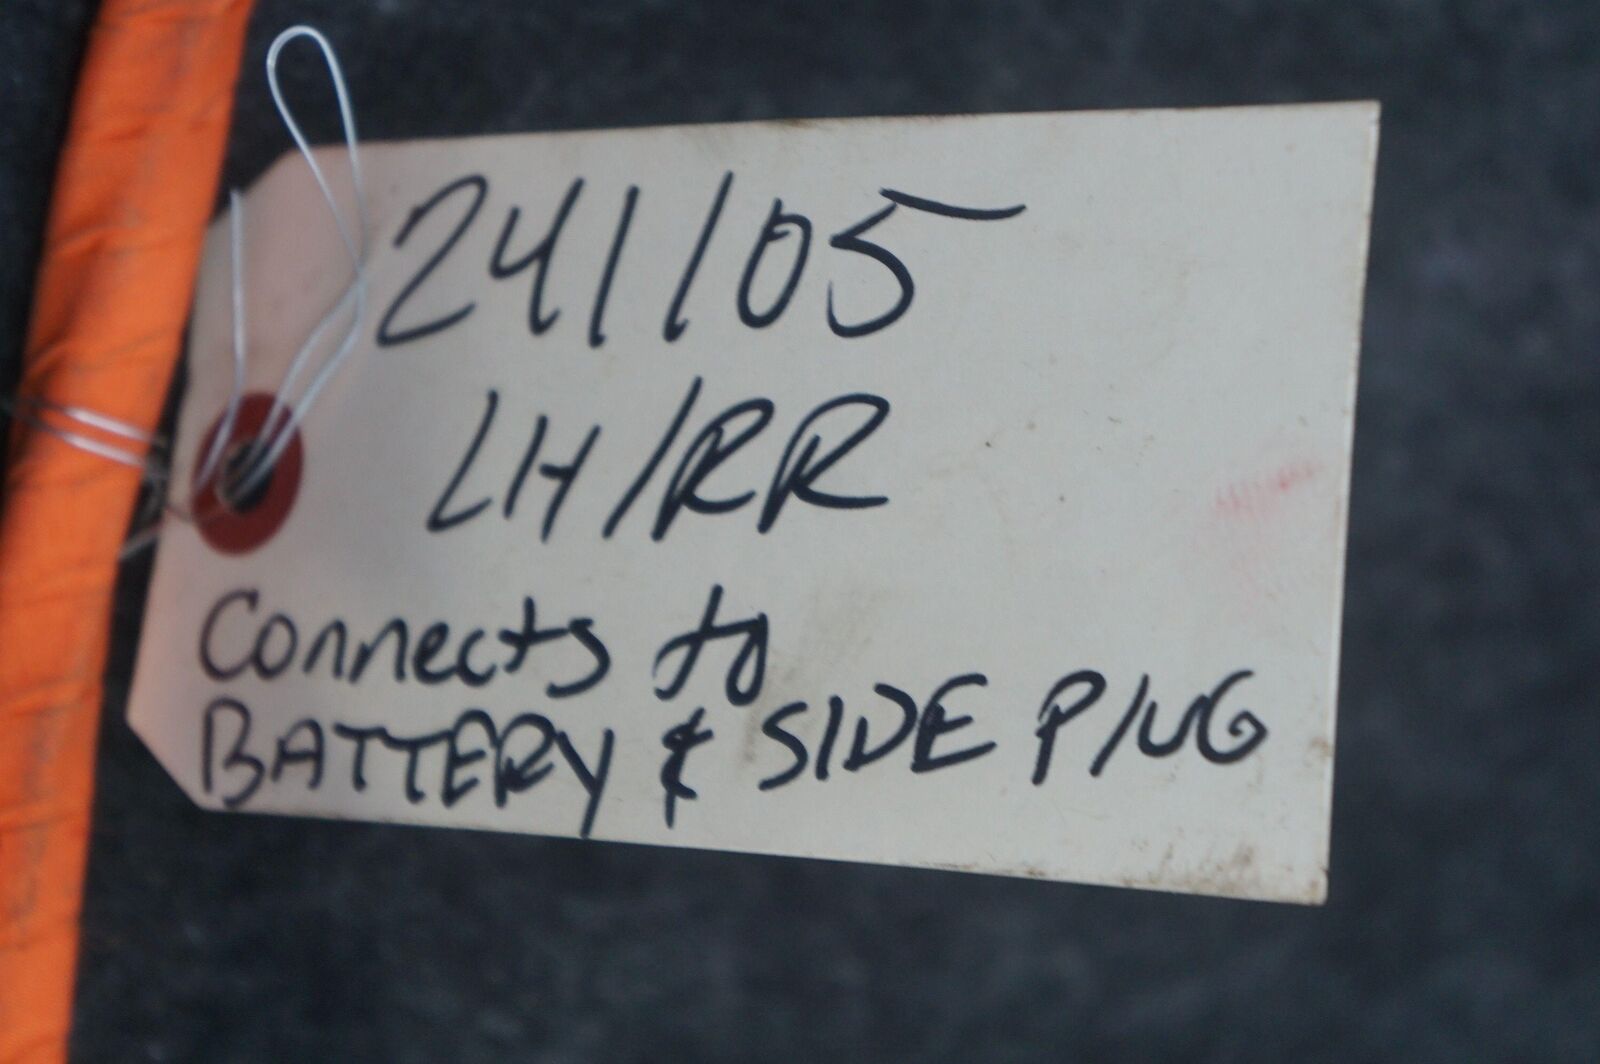 241105
LH/RR
Connects to
BATTERY & SIDE PlUG